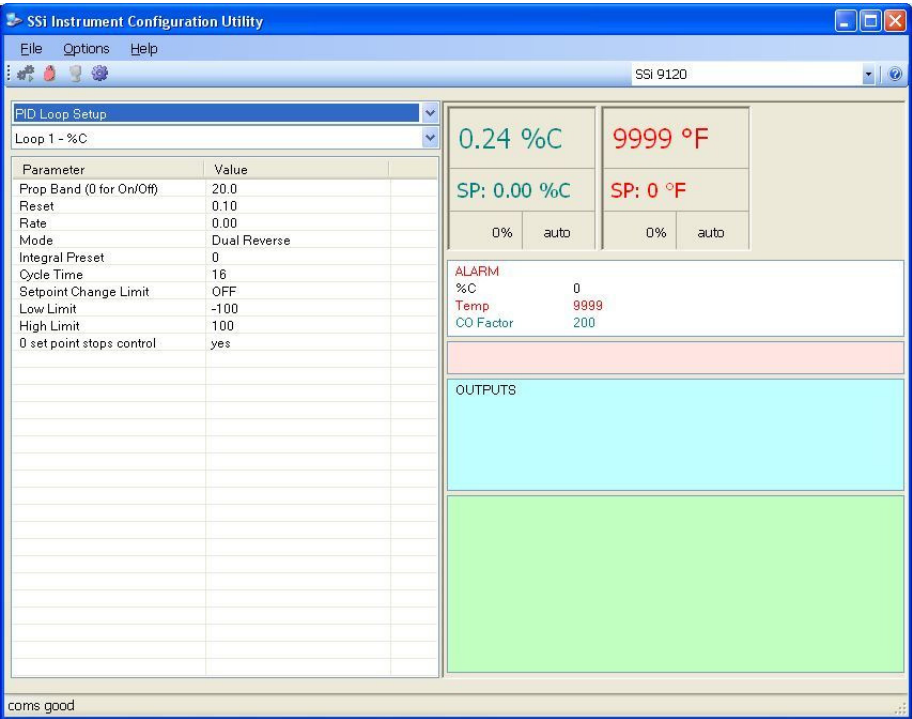 SSi Instrument Configuration Utility
File Options Help
SSi 9120
PID Loop Setup
Loop 1 - %C
Parameter Value
Prop Band (0 for On/Off) 20.0
Reset 0.10
Rate 0.00
Mode Dual Reverse
Integral Preset 0
Cycle Time 16
Setpoint Change Limit OFF
Low Limit -100
High Limit 100
0 set point stops control yes
0.24 %C
SP: 0.00 %C
0% auto
9999 °F
SP: 0 °F
0% auto
ALARM
%C 0
Temp 9999
CO Factor 200
OUTPUTS
coms good